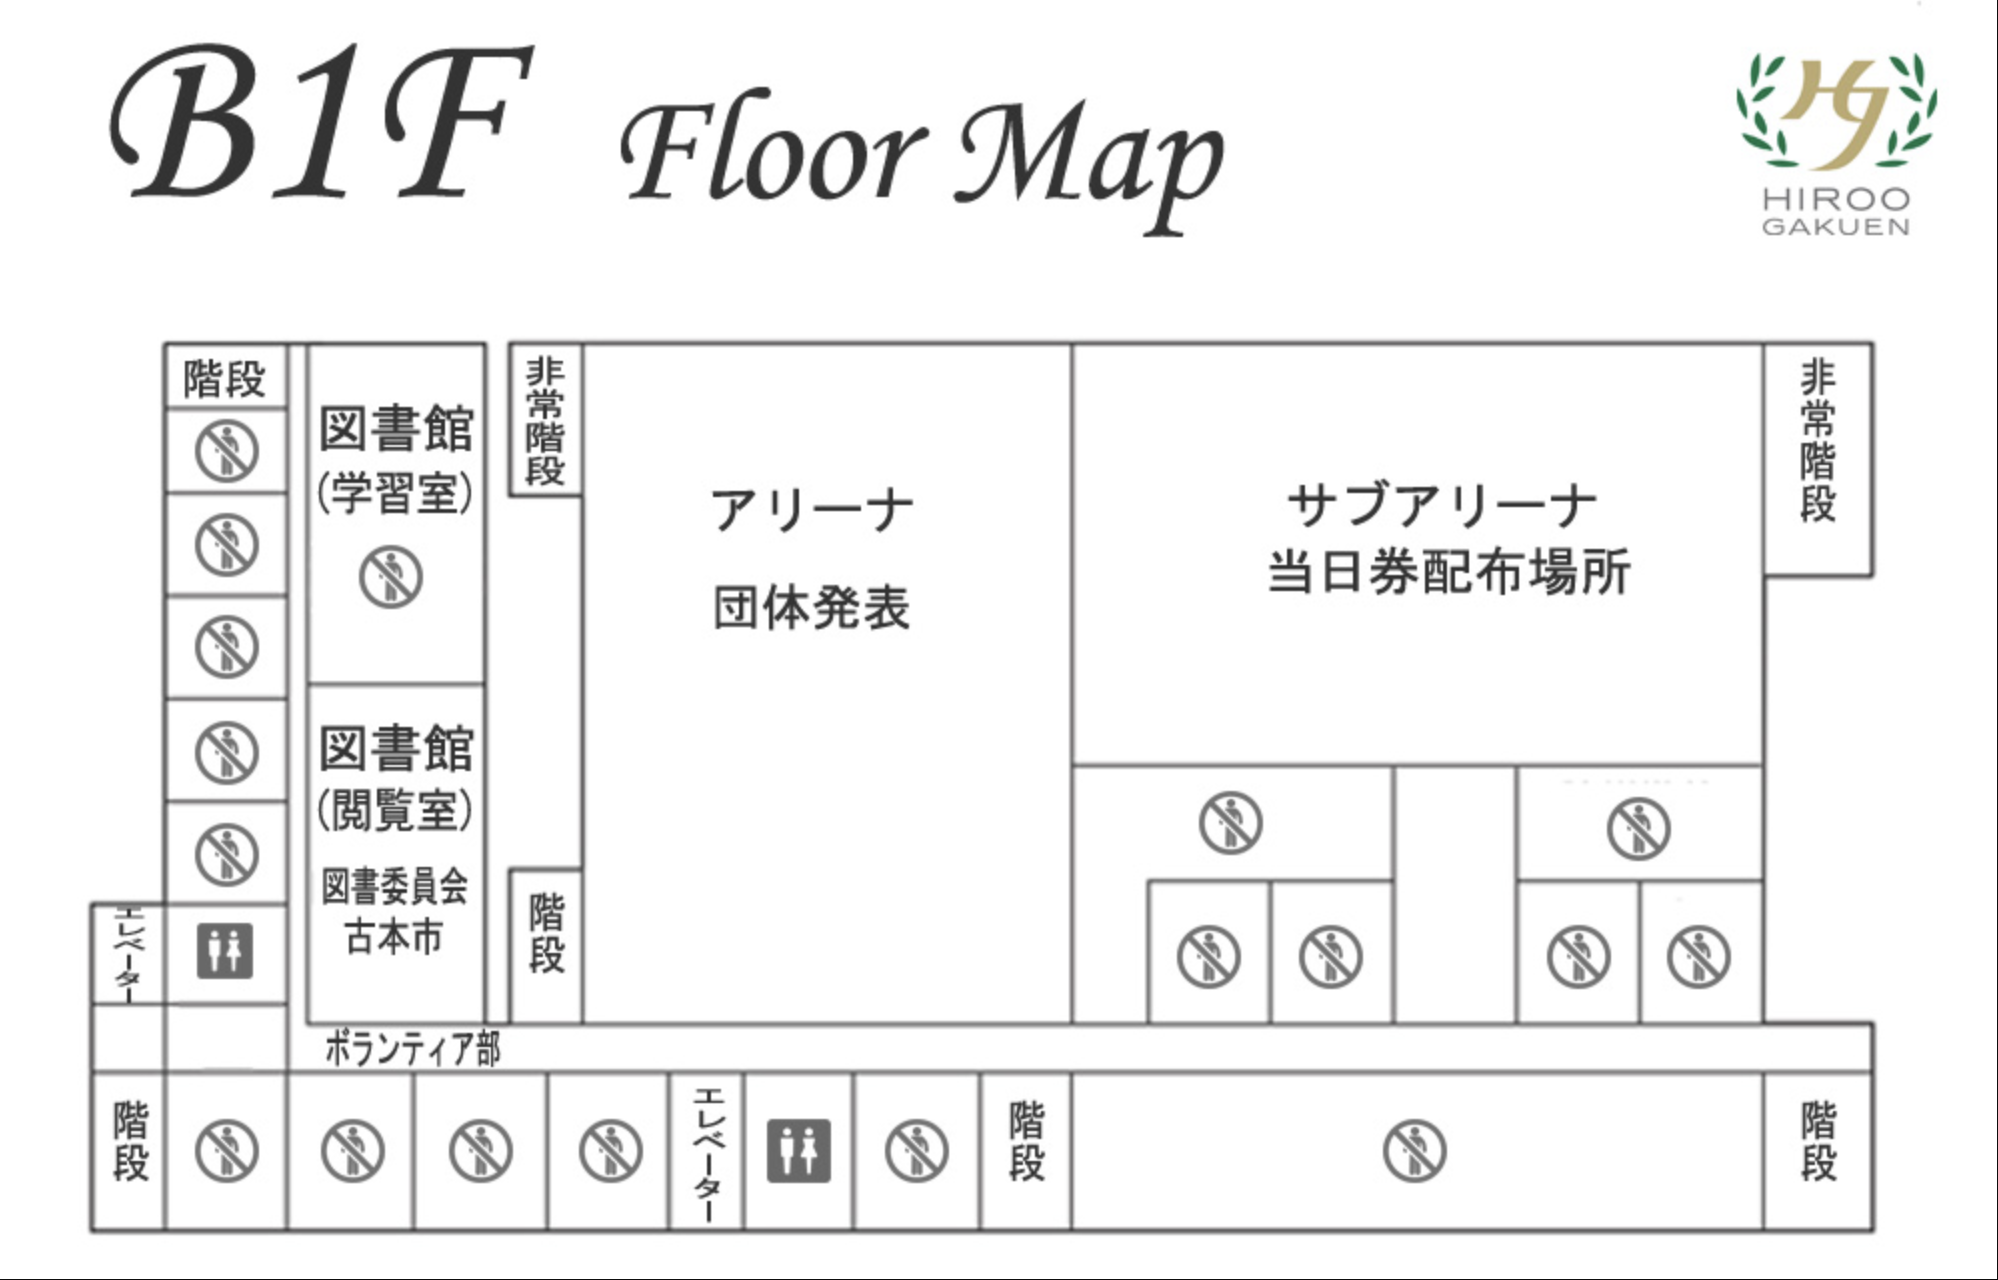 B1F Floor Map
HIROO
GAKUEN
階段
図書館
(学習室)
非常階段
アリーナ
団体発表
サブアリーナ
当日券配布場所
非常階段
図書館
(閲覧室)
図書委員会
古本市
エレベーター
階段
ボランティア部
階段
エレベーター
階段
階段